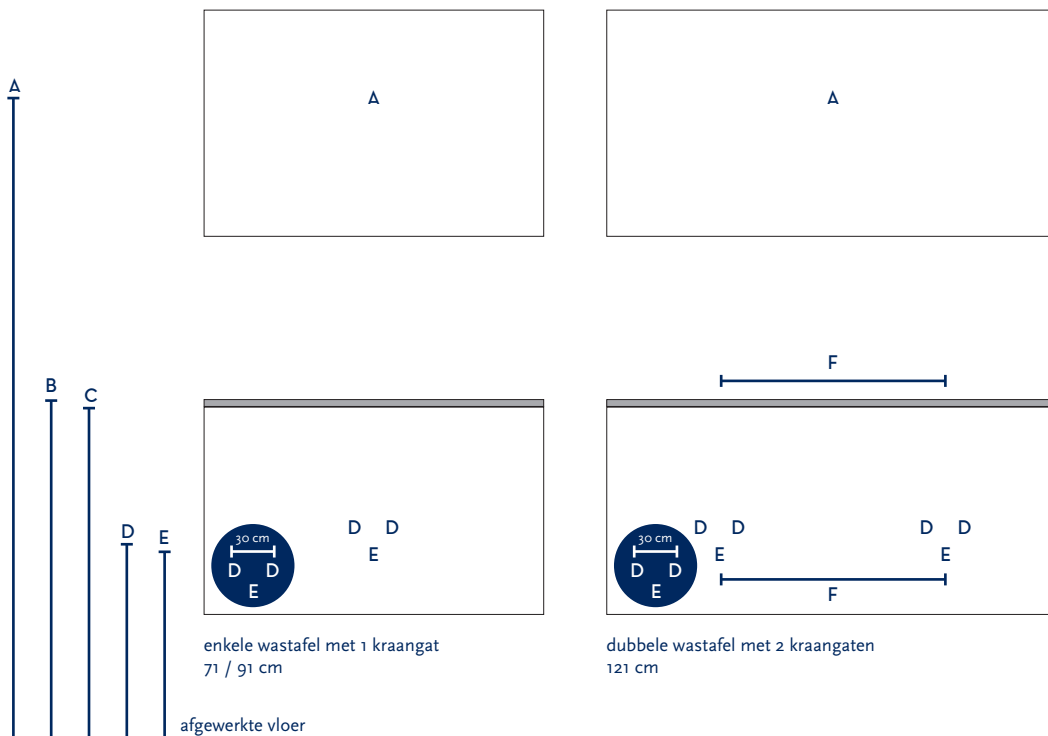 A
A
A
F
B
C
D D
D D
D D
D
E
E
E
E
30 cm
D D
E
30 cm
D D
E
F
enkele wastafel met 1 kraangat
71 / 91 cm
dubbele wastafel met 2 kraangaten
121 cm
afgewerkte vloer